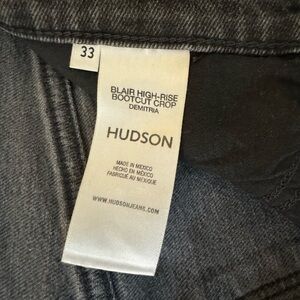 33
BLAIR HIGH-RISE
BOOTCUT CROP
DEMITRIA
HUDSON
MADE IN MEXICO
HECHO EN MÉXICO
FABRIQUÉ AU MEXIQUE
WWW.HUDSONJEANS.COM